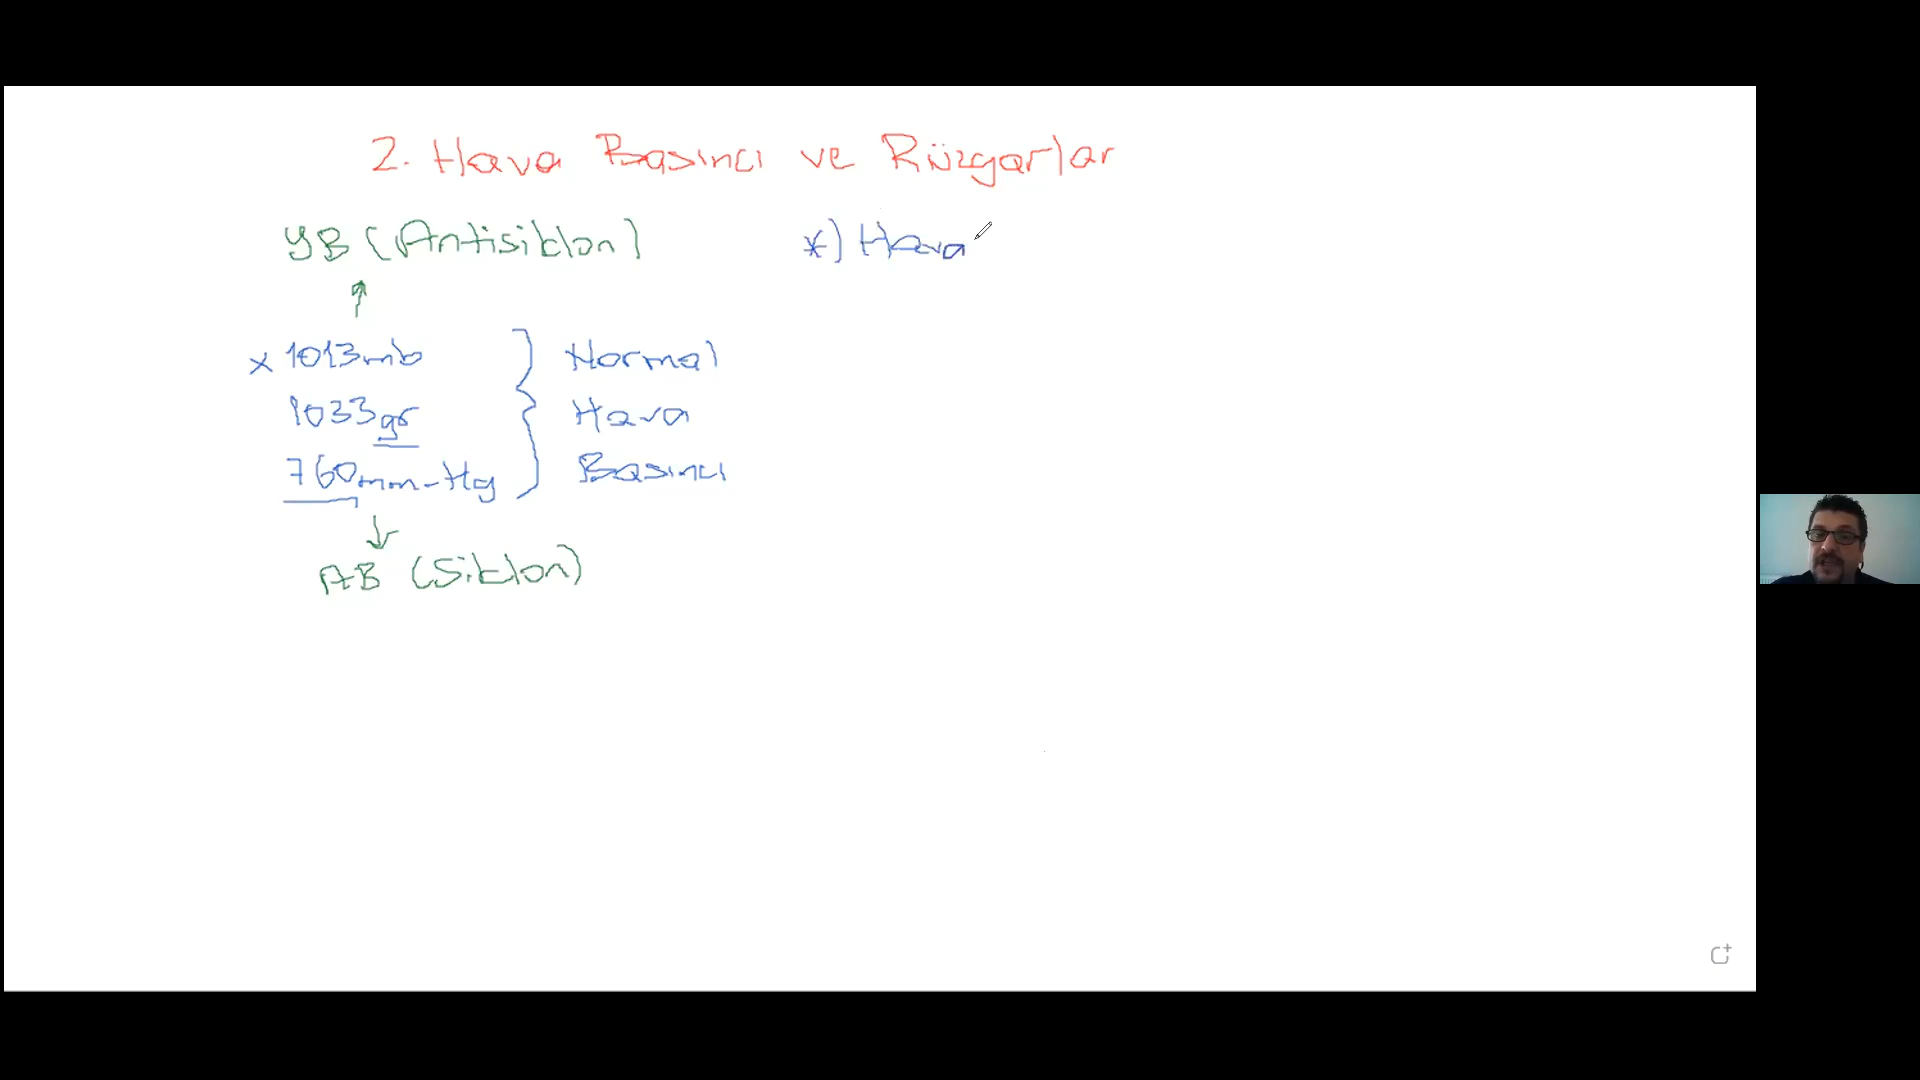 2. Hava Basıncı ve Rüzgarlar
YB (Antisiklon)
↑
x 1013mb
1033gr
760mm-Hg
} Normal
Hava
Basıncı
↓
AB (Siklon)
*) Hava